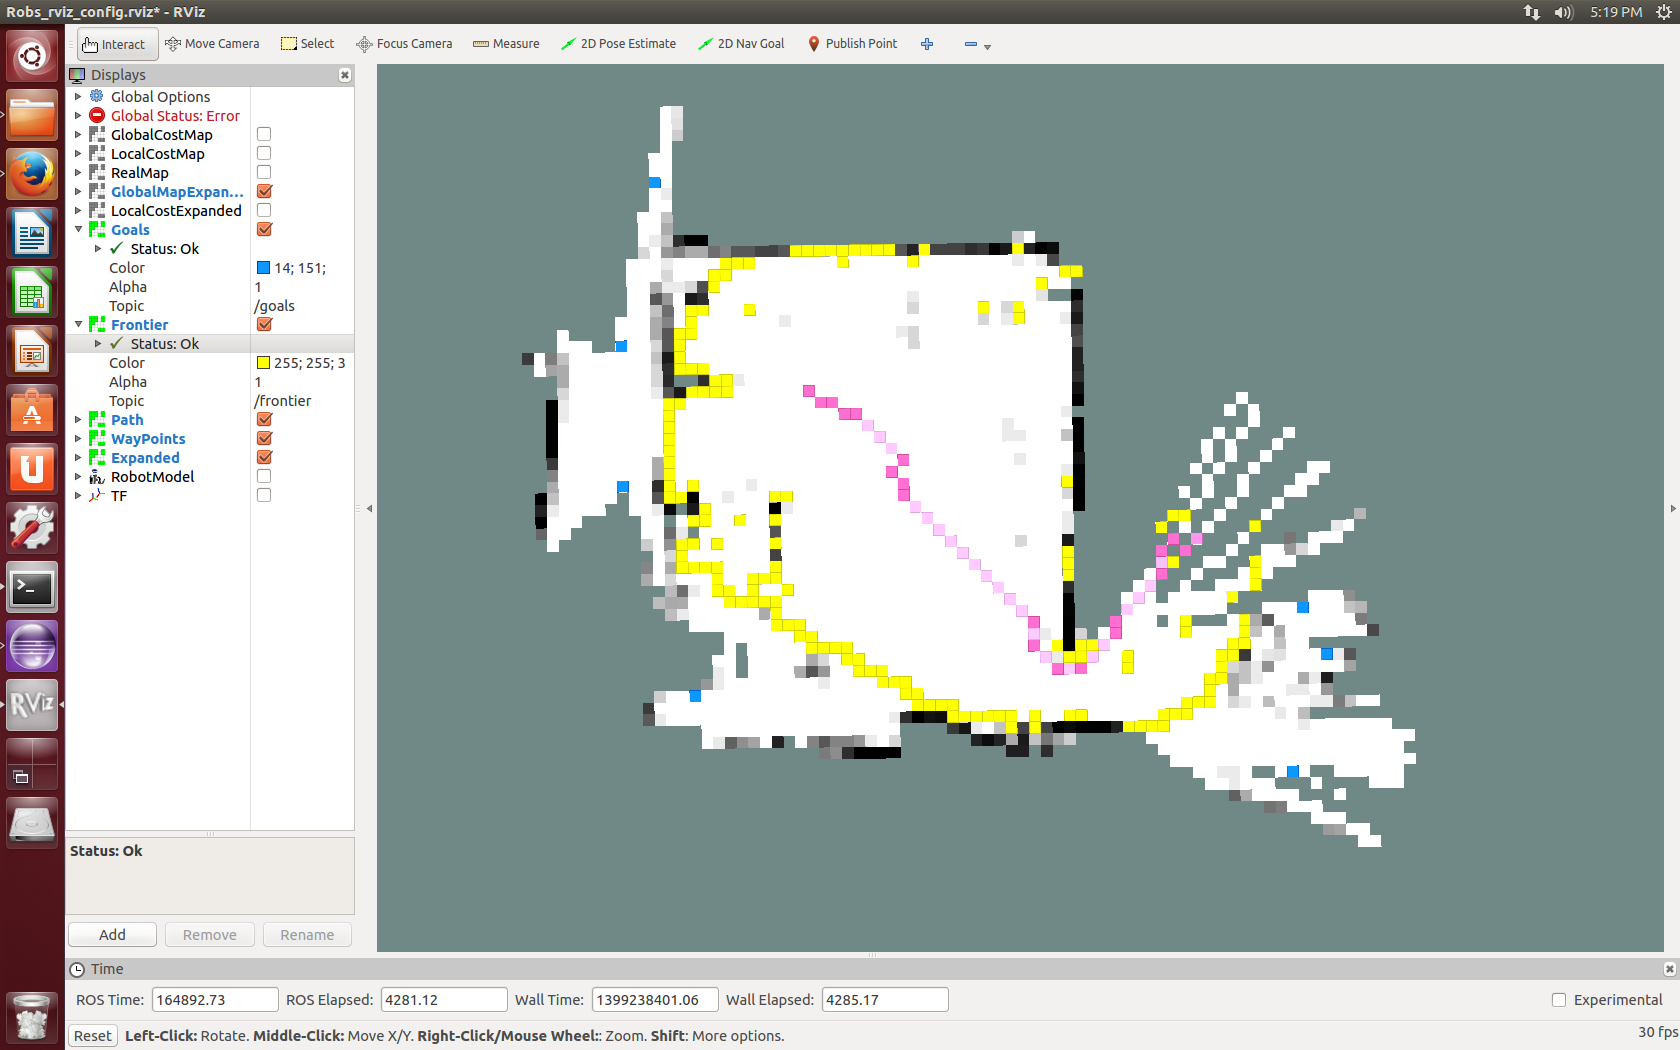 Robs_rviz_config.rviz* - RViz
5:19 PM
Interact
Move Camera
Select
Focus Camera
Measure
2D Pose Estimate
2D Nav Goal
Publish Point
Displays
Global Options
Global Status: Error
GlobalCostMap
LocalCostMap
RealMap
GlobalMapExpan...
LocalCostExpanded
Goals
Status: Ok
Color 14; 151;
Alpha 1
Topic /goals
Frontier
Status: Ok
Color 255; 255; 3
Alpha 1
Topic /frontier
Path
WayPoints
Expanded
RobotModel
TF
RViz
Status: Ok
Add Remove Rename
Time
ROS Time: 164892.73 ROS Elapsed: 4281.12 Wall Time: 1399238401.06 Wall Elapsed: 4285.17 Experimental
Reset Left-Click: Rotate. Middle-Click: Move X/Y. Right-Click/Mouse Wheel:: Zoom. Shift: More options. 30 fps